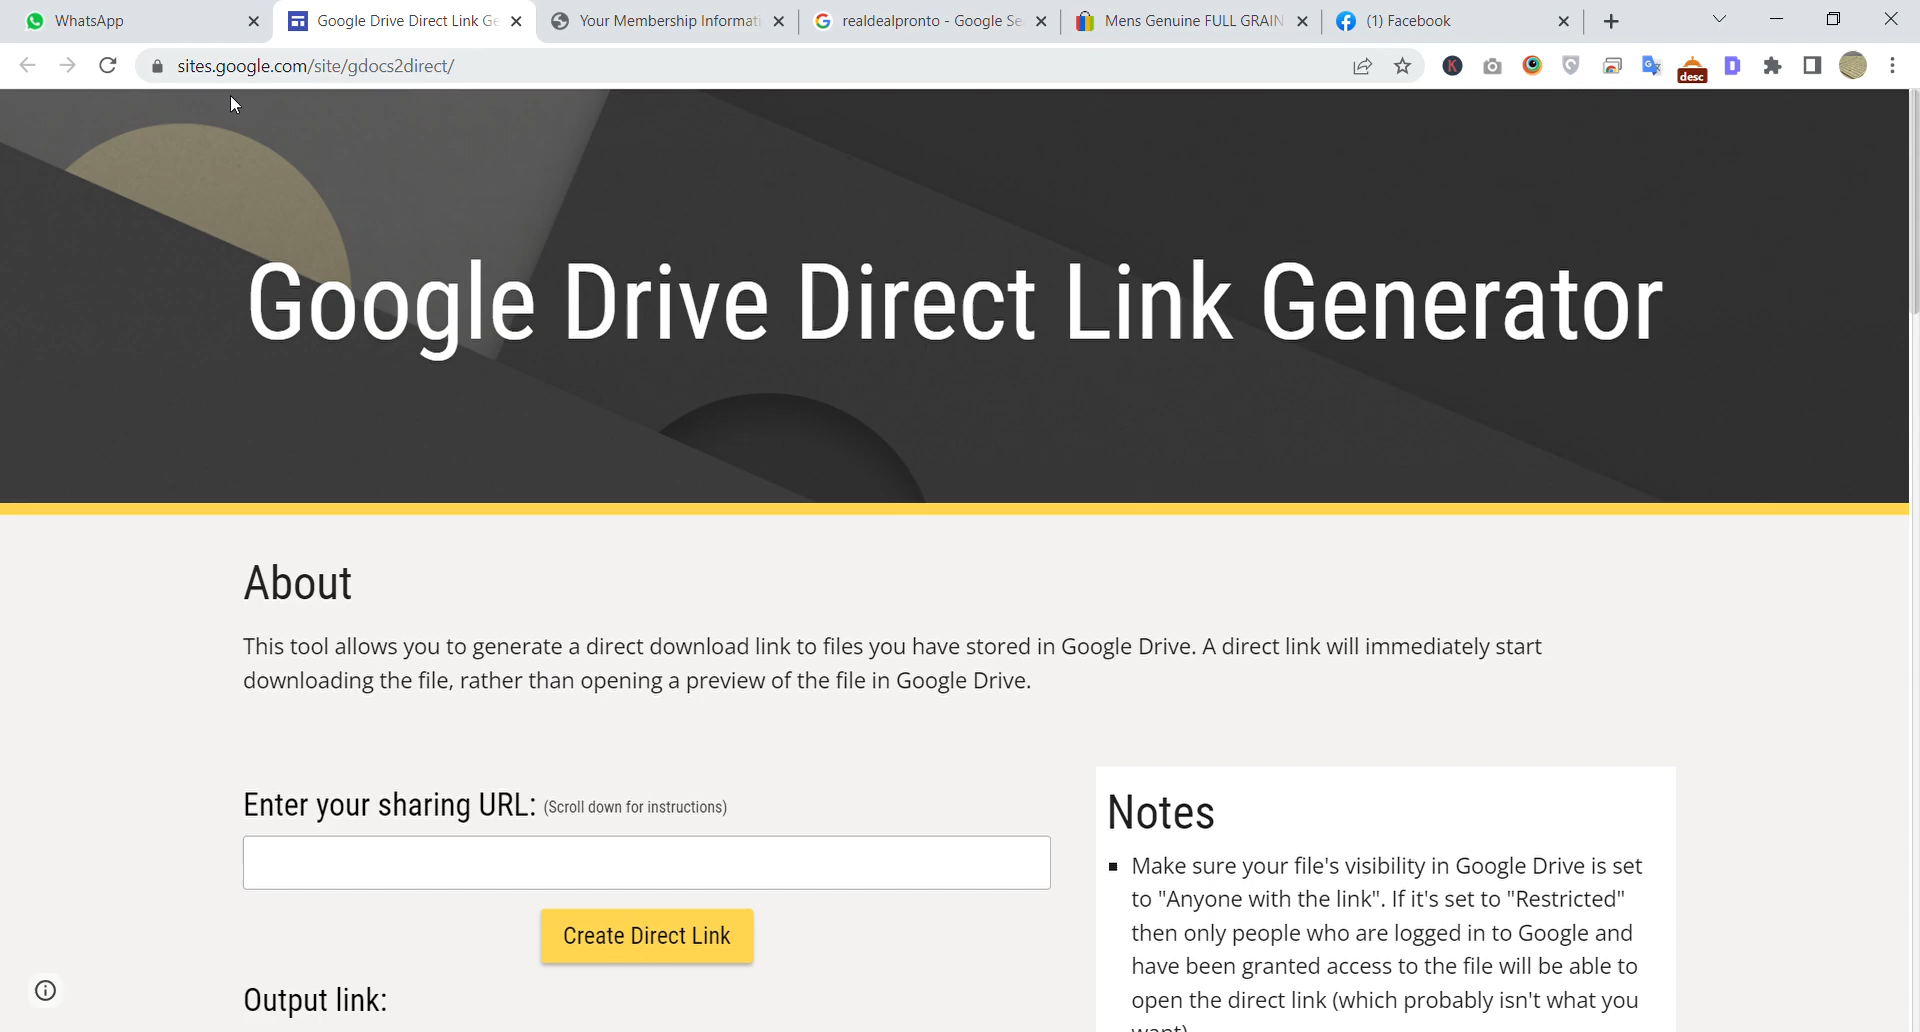 WhatsApp
Google Drive Direct Link Ge
Your Membership Informati
realdealpronto - Google Se
Mens Genuine FULL GRAIN
(1) Facebook
sites.google.com/site/gdocs2direct/
K
desc
Google Drive Direct Link Generator
About
This tool allows you to generate a direct download link to files you have stored in Google Drive. A direct link will immediately start
downloading the file, rather than opening a preview of the file in Google Drive.
Enter your sharing URL: (Scroll down for instructions)
Create Direct Link
Output link:
Notes
Make sure your file's visibility in Google Drive is set
to "Anyone with the link". If it's set to "Restricted"
then only people who are logged in to Google and
have been granted access to the file will be able to
open the direct link (which probably isn't what you
want)